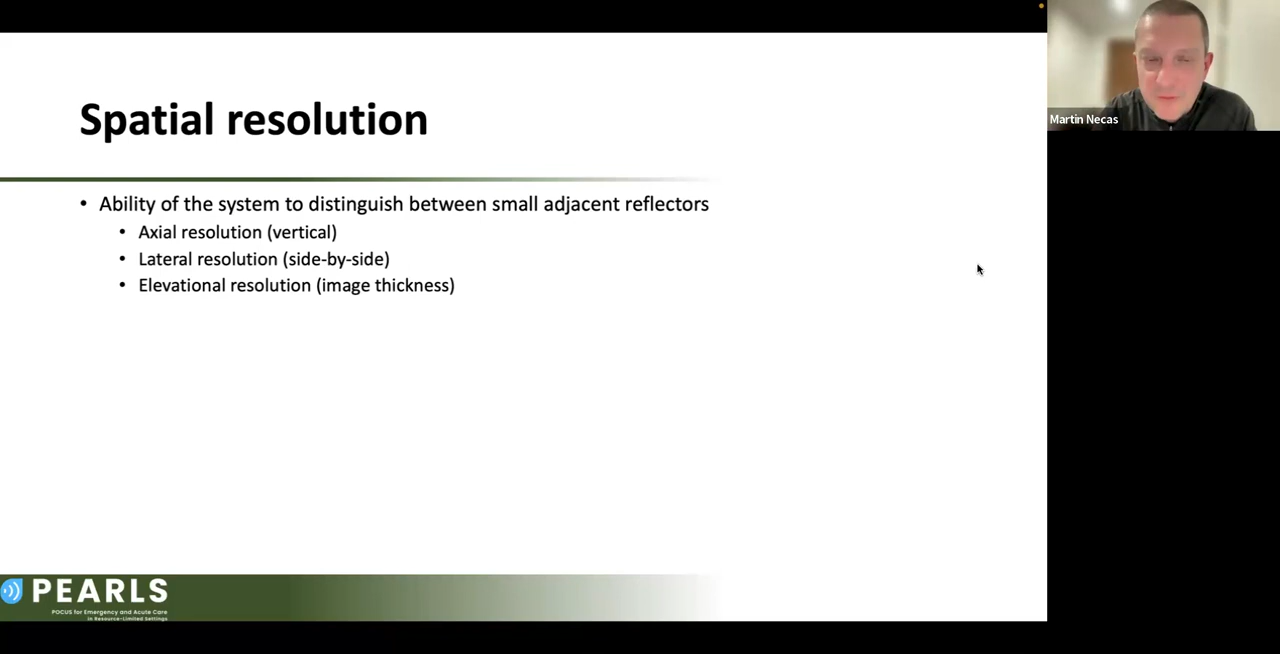 Spatial resolution
• Ability of the system to distinguish between small adjacent reflectors
• Axial resolution (vertical)
• Lateral resolution (side-by-side)
• Elevational resolution (image thickness)
PEARLS
POCUS for Emergency and Acute Care
in Resource-Limited Settings
Martin Necas